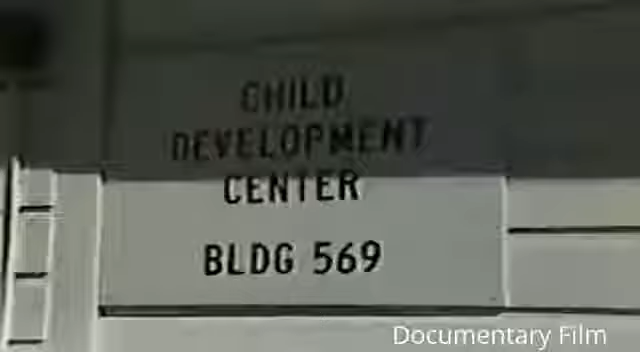 CHILD
DEVELOPMENT
CENTER
BLDG 569
Documentary Film